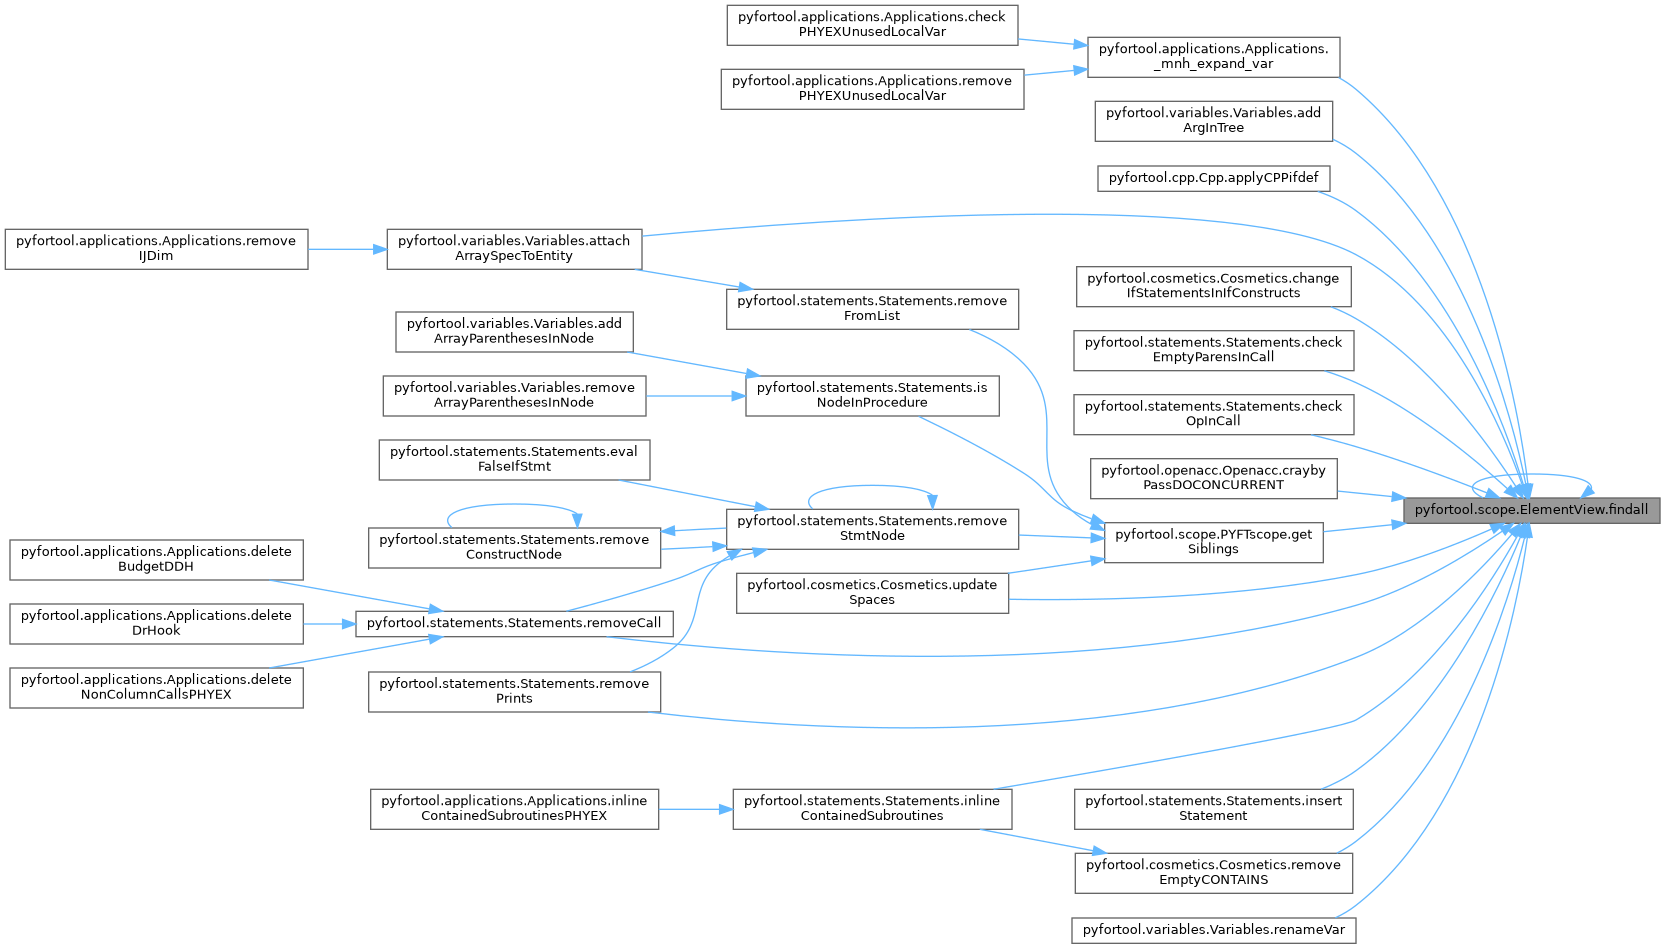 pyfortool.applications.Applications.check
PHYEXUnusedLocalVar
pyfortool.applications.Applications.
_mnh_expand_var
pyfortool.applications.Applications.remove
PHYEXUnusedLocalVar
pyfortool.variables.Variables.add
ArgInTree
pyfortool.cpp.Cpp.applyCPPifdef
pyfortool.applications.Applications.remove
IJDim
pyfortool.variables.Variables.attach
ArraySpecToEntity
pyfortool.cosmetics.Cosmetics.change
IfStatementsInIfConstructs
pyfortool.statements.Statements.remove
FromList
pyfortool.variables.Variables.add
ArrayParenthesesInNode
pyfortool.statements.Statements.check
EmptyParensInCall
pyfortool.variables.Variables.remove
ArrayParenthesesInNode
pyfortool.statements.Statements.is
NodeInProcedure
pyfortool.statements.Statements.check
OpInCall
pyfortool.statements.Statements.eval
FalseIfStmt
pyfortool.openacc.Openacc.crayby
PassDOCONCURRENT
pyfortool.scope.ElementView.findall
pyfortool.statements.Statements.remove
StmtNode
pyfortool.statements.Statements.remove
ConstructNode
pyfortool.scope.PYFTscope.get
Siblings
pyfortool.applications.Applications.delete
BudgetDDH
pyfortool.cosmetics.Cosmetics.update
Spaces
pyfortool.applications.Applications.delete
DrHook
pyfortool.statements.Statements.removeCall
pyfortool.applications.Applications.delete
NonColumnCallsPHYEX
pyfortool.statements.Statements.remove
Prints
pyfortool.applications.Applications.inline
ContainedSubroutinesPHYEX
pyfortool.statements.Statements.inline
ContainedSubroutines
pyfortool.statements.Statements.insert
Statement
pyfortool.cosmetics.Cosmetics.remove
EmptyCONTAINS
pyfortool.variables.Variables.renameVar